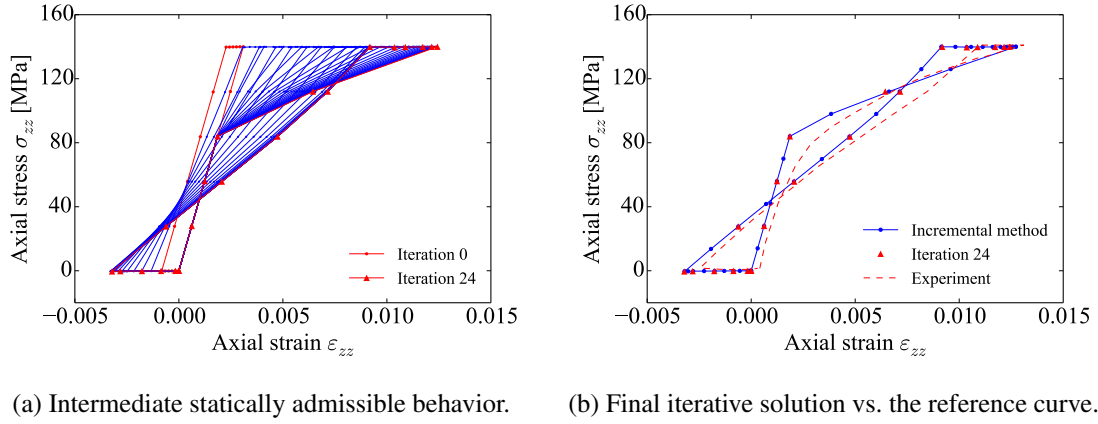 160
120
80
40
0
−0.005
0.000
0.005
0.010
0.015
Axial stress σzz [MPa]
Axial strain εzz
Iteration 0
Iteration 24
160
120
80
40
0
−0.005
0.000
0.005
0.010
0.015
Axial stress σzz [MPa]
Axial strain εzz
Incremental method
Iteration 24
Experiment
(a) Intermediate statically admissible behavior.
(b) Final iterative solution vs. the reference curve.